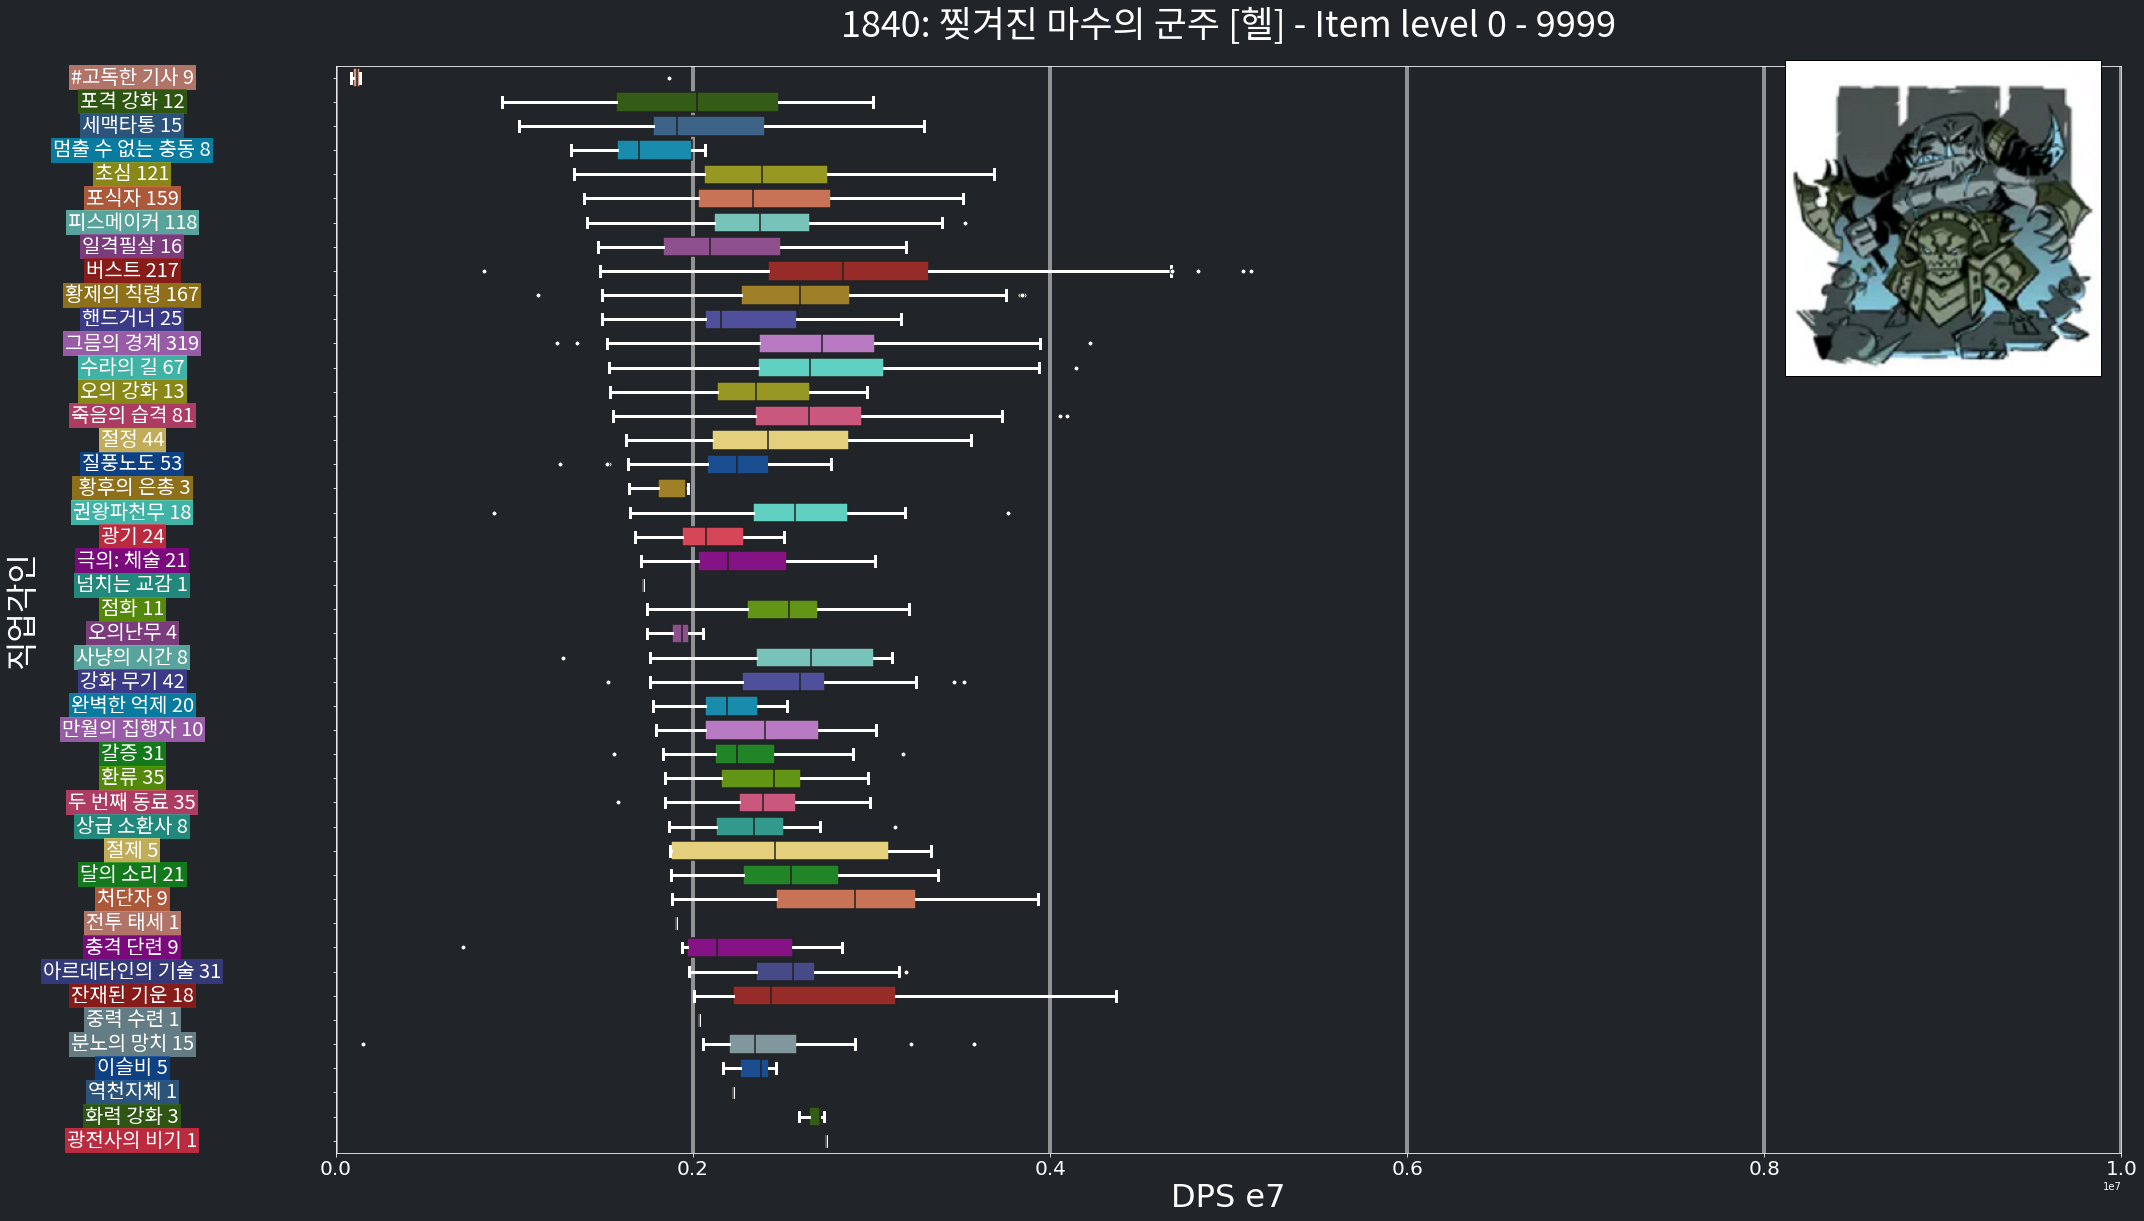 1840: 찢겨진 마수의 군주 [헬] - Item level 0 - 9999
#고독한 기사 9
포격 강화 12
세맥타통 15
멈출 수 없는 충동 8
초심 121
포식자 159
피스메이커 118
일격필살 16
버스트 217
황제의 칙령 167
핸드거너 25
그믐의 경계 319
수라의 길 67
오의 강화 13
죽음의 습격 81
절정 44
질풍노도 53
황후의 은총 3
권왕파천무 18
광기 24
극의: 체술 21
넘치는 교감 1
점화 11
오의난무 4
사냥의 시간 8
강화 무기 42
완벽한 억제 20
만월의 집행자 10
갈증 31
환류 35
두 번째 동료 35
상급 소환사 8
절제 5
달의 소리 21
처단자 9
전투 태세 1
충격 단련 9
아르데타인의 기술 31
잔재된 기운 18
중력 수련 1
분노의 망치 15
이슬비 5
역천지체 1
화력 강화 3
광전사의 비기 1
직업각인
0.0 0.2 0.4 0.6 0.8 1.0
1e7
DPS e7